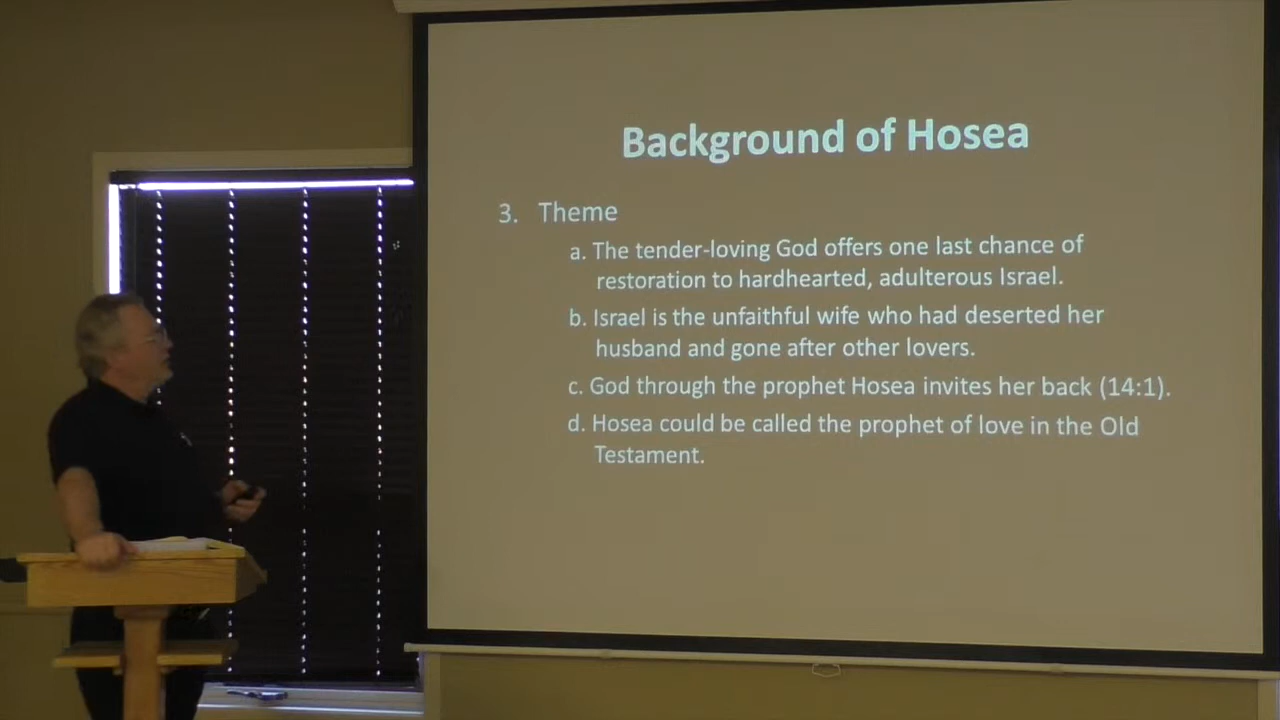 Background of Hosea
3. Theme
a. The tender-loving God offers one last chance of
restoration to hardhearted, adulterous Israel.
b. Israel is the unfaithful wife who had deserted her
husband and gone after other lovers.
c. God through the prophet Hosea invites her back (14:1).
d. Hosea could be called the prophet of love in the Old
Testament.